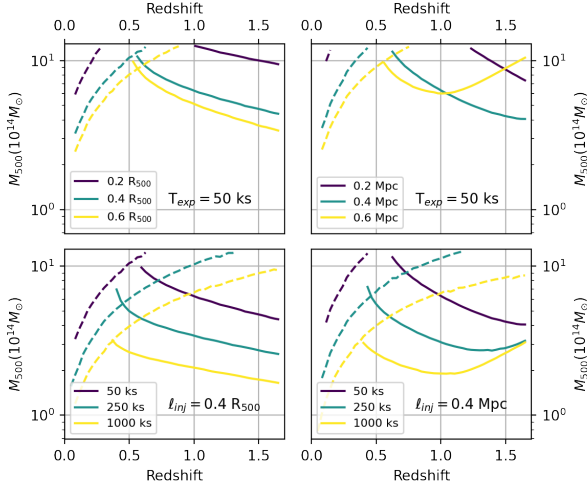 Redshift Redshift
0.0 0.5 1.0 1.5 0.0 0.5 1.0 1.5
10¹ 10¹
M₅₀₀(10¹⁴M⊙) M₅₀₀(10¹⁴M⊙)
0.2 R₅₀₀ 0.2 Mpc
0.4 R₅₀₀ 0.4 Mpc
0.6 R₅₀₀ 0.6 Mpc
T_exp = 50 ks T_exp = 50 ks
10⁰ 10⁰
10¹ 10¹
M₅₀₀(10¹⁴M⊙) M₅₀₀(10¹⁴M⊙)
50 ks 50 ks
250 ks 250 ks
1000 ks 1000 ks
ℓ_inj = 0.4 R₅₀₀ ℓ_inj = 0.4 Mpc
10⁰ 10⁰
0.0 0.5 1.0 1.5 0.0 0.5 1.0 1.5
Redshift Redshift